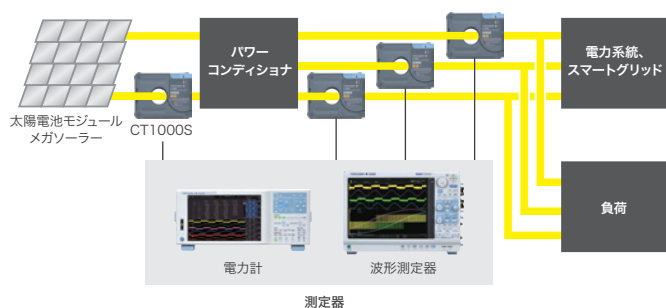 パワー
コンディショナ
電力系統、
スマートグリッド
太陽電池モジュール
メガソーラー
CT1000S
負荷
電力計
波形測定器
測定器